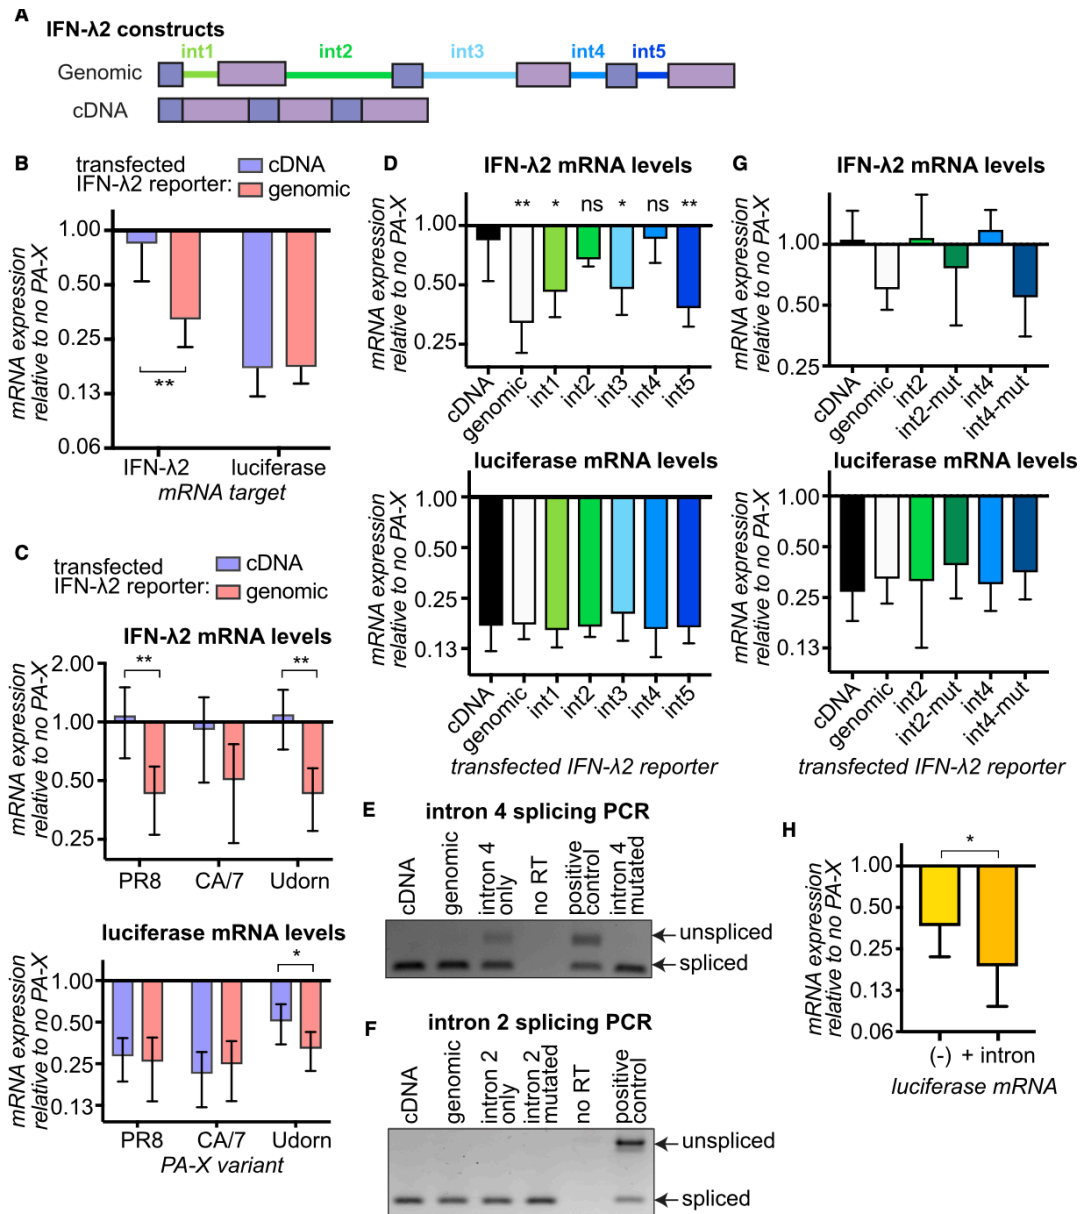 A
IFN-λ2 constructs
int1 int2 int3 int4 int5
Genomic
cDNA
B
transfected
IFN-λ2 reporter:
cDNA
genomic
mRNA expression
relative to no PA-X
1.00
0.50
0.25
0.13
0.06
**
IFN-λ2 luciferase
mRNA target
C
transfected
IFN-λ2 reporter:
cDNA
genomic
IFN-λ2 mRNA levels
mRNA expression
relative to no PA-X
2.00
1.00
0.50
0.25
** **
PR8 CA/7 Udorn
luciferase mRNA levels
mRNA expression
relative to no PA-X
1.00
0.50
0.25
0.13
*
PR8 CA/7 Udorn
PA-X variant
D
IFN-λ2 mRNA levels
mRNA expression
relative to no PA-X
1.00
0.50
0.25
** * ns * ns **
cDNA genomic int1 int2 int3 int4 int5
luciferase mRNA levels
mRNA expression
relative to no PA-X
1.00
0.50
0.25
0.13
cDNA genomic int1 int2 int3 int4 int5
transfected IFN-λ2 reporter
E
intron 4 splicing PCR
cDNA
genomic
intron 4
only
no RT
positive
control
intron 4
mutated
unspliced
spliced
F
intron 2 splicing PCR
cDNA
genomic
intron 2
only
intron 2
mutated
no RT
positive
control
unspliced
spliced
G
IFN-λ2 mRNA levels
mRNA expression
relative to no PA-X
1.00
0.50
0.25
cDNA genomic int2 int2-mut int4 int4-mut
luciferase mRNA levels
mRNA expression
relative to no PA-X
1.00
0.50
0.25
0.13
cDNA genomic int2 int2-mut int4 int4-mut
transfected IFN-λ2 reporter
H
mRNA expression
relative to no PA-X
1.00
0.50
0.25
0.13
0.06
*
(-) + intron
luciferase mRNA